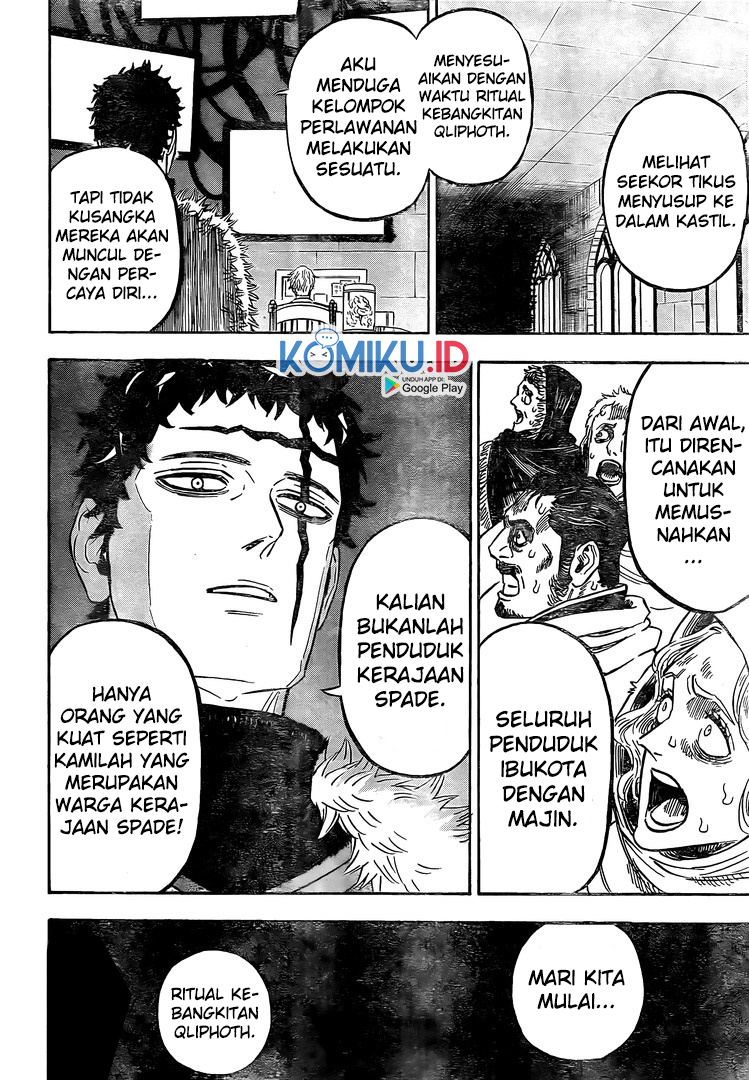 MELIHAT
SEEKOR TIKUS
MENYUSUP KE
DALAM KASTIL.
MENYESU-
AIKAN DENGAN
WAKTU RITUAL
KEBANGKITAN
QLIPHOTH.
AKU
MENDUGA
KELOMPOK
PERLAWANAN
MELAKUKAN
SESUATU.
TAPI TIDAK
KUSANGKA
MEREKA AKAN
MUNCUL DE-
NGAN PER-
CAYA DIRI...
KOMIKU.ID
UNDUH APP DI:
Google Play
DARI AWAL,
ITU DIREN-
CANAKAN
UNTUK
MEMUS-
NAHKAN
...
SELURUH
PENDUDUK
IBUKOTA
DENGAN
MAJIN.
KALIAN
BUKANLAH
PENDUDUK
KERAJAAN
SPADE.
HANYA
ORANG YANG
KUAT SEPERTI
KAMILAH YANG
MERUPAKAN
WARGA KERA-
JAAN SPADE!
MARI KITA
MULAI...
RITUAL KE-
BANGKITAN
QLIPHOTH.